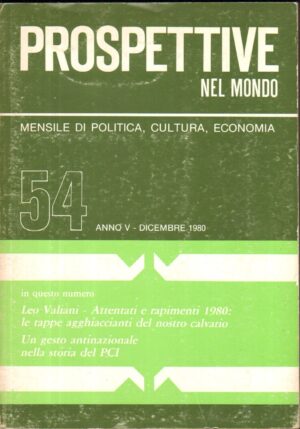 PROSPETTIVE
NEL MONDO
MENSILE DI POLITICA, CULTURA, ECONOMIA
54
ANNO V - DICEMBRE 1980
in questo numero
Leo Valiani - Attentati e rapimenti 1980:
le tappe agghiaccianti del nostro calvario
Un gesto antinazionale
nella storia del PCI